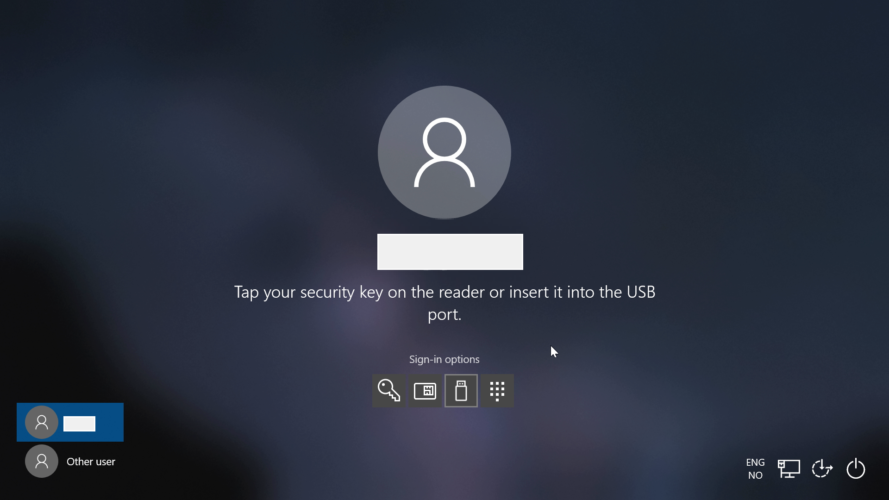 Tap your security key on the reader or insert it into the USB
port.
Sign-in options
Other user
ENG
NO